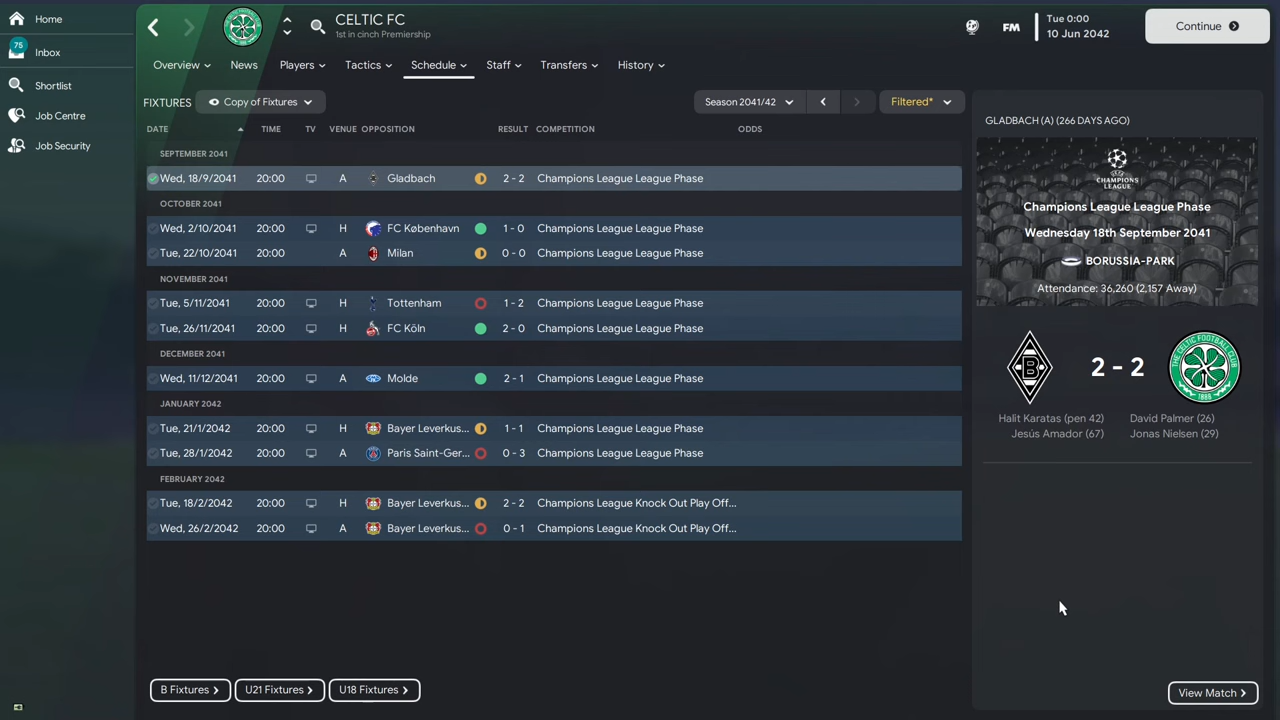 Home
75
Inbox
Shortlist
Job Centre
Job Security
CELTIC FC
1st in cinch Premiership
FM
Tue 0:00
10 Jun 2042
Continue
Overview
News
Players
Tactics
Schedule
Staff
Transfers
History
FIXTURES
Copy of Fixtures
Season 2041/42
Filtered*
DATE TIME TV VENUE OPPOSITION RESULT COMPETITION ODDS
SEPTEMBER 2041
Wed, 18/9/2041 20:00 A Gladbach 2 - 2 Champions League League Phase
OCTOBER 2041
Wed, 2/10/2041 20:00 H FC København 1 - 0 Champions League League Phase
Tue, 22/10/2041 20:00 A Milan 0 - 0 Champions League League Phase
NOVEMBER 2041
Tue, 5/11/2041 20:00 H Tottenham 1 - 2 Champions League League Phase
Tue, 26/11/2041 20:00 H FC Köln 2 - 0 Champions League League Phase
DECEMBER 2041
Wed, 11/12/2041 20:00 A Molde 2 - 1 Champions League League Phase
JANUARY 2042
Tue, 21/1/2042 20:00 H Bayer Leverkus... 1 - 1 Champions League League Phase
Tue, 28/1/2042 20:00 A Paris Saint-Ger... 0 - 3 Champions League League Phase
FEBRUARY 2042
Tue, 18/2/2042 20:00 H Bayer Leverkus... 2 - 2 Champions League Knock Out Play Off...
Wed, 26/2/2042 20:00 A Bayer Leverkus... 0 - 1 Champions League Knock Out Play Off...
B Fixtures
U21 Fixtures
U18 Fixtures
GLADBACH (A) (266 DAYS AGO)
CHAMPIONS
LEAGUE
Champions League League Phase
Wednesday 18th September 2041
BORUSSIA-PARK
Attendance: 36,260 (2,157 Away)
B
2 - 2
THE CELTIC FOOTBALL CLUB
1888
Halit Karatas (pen 42)
Jesús Amador (67)
David Palmer (26)
Jonas Nielsen (29)
View Match